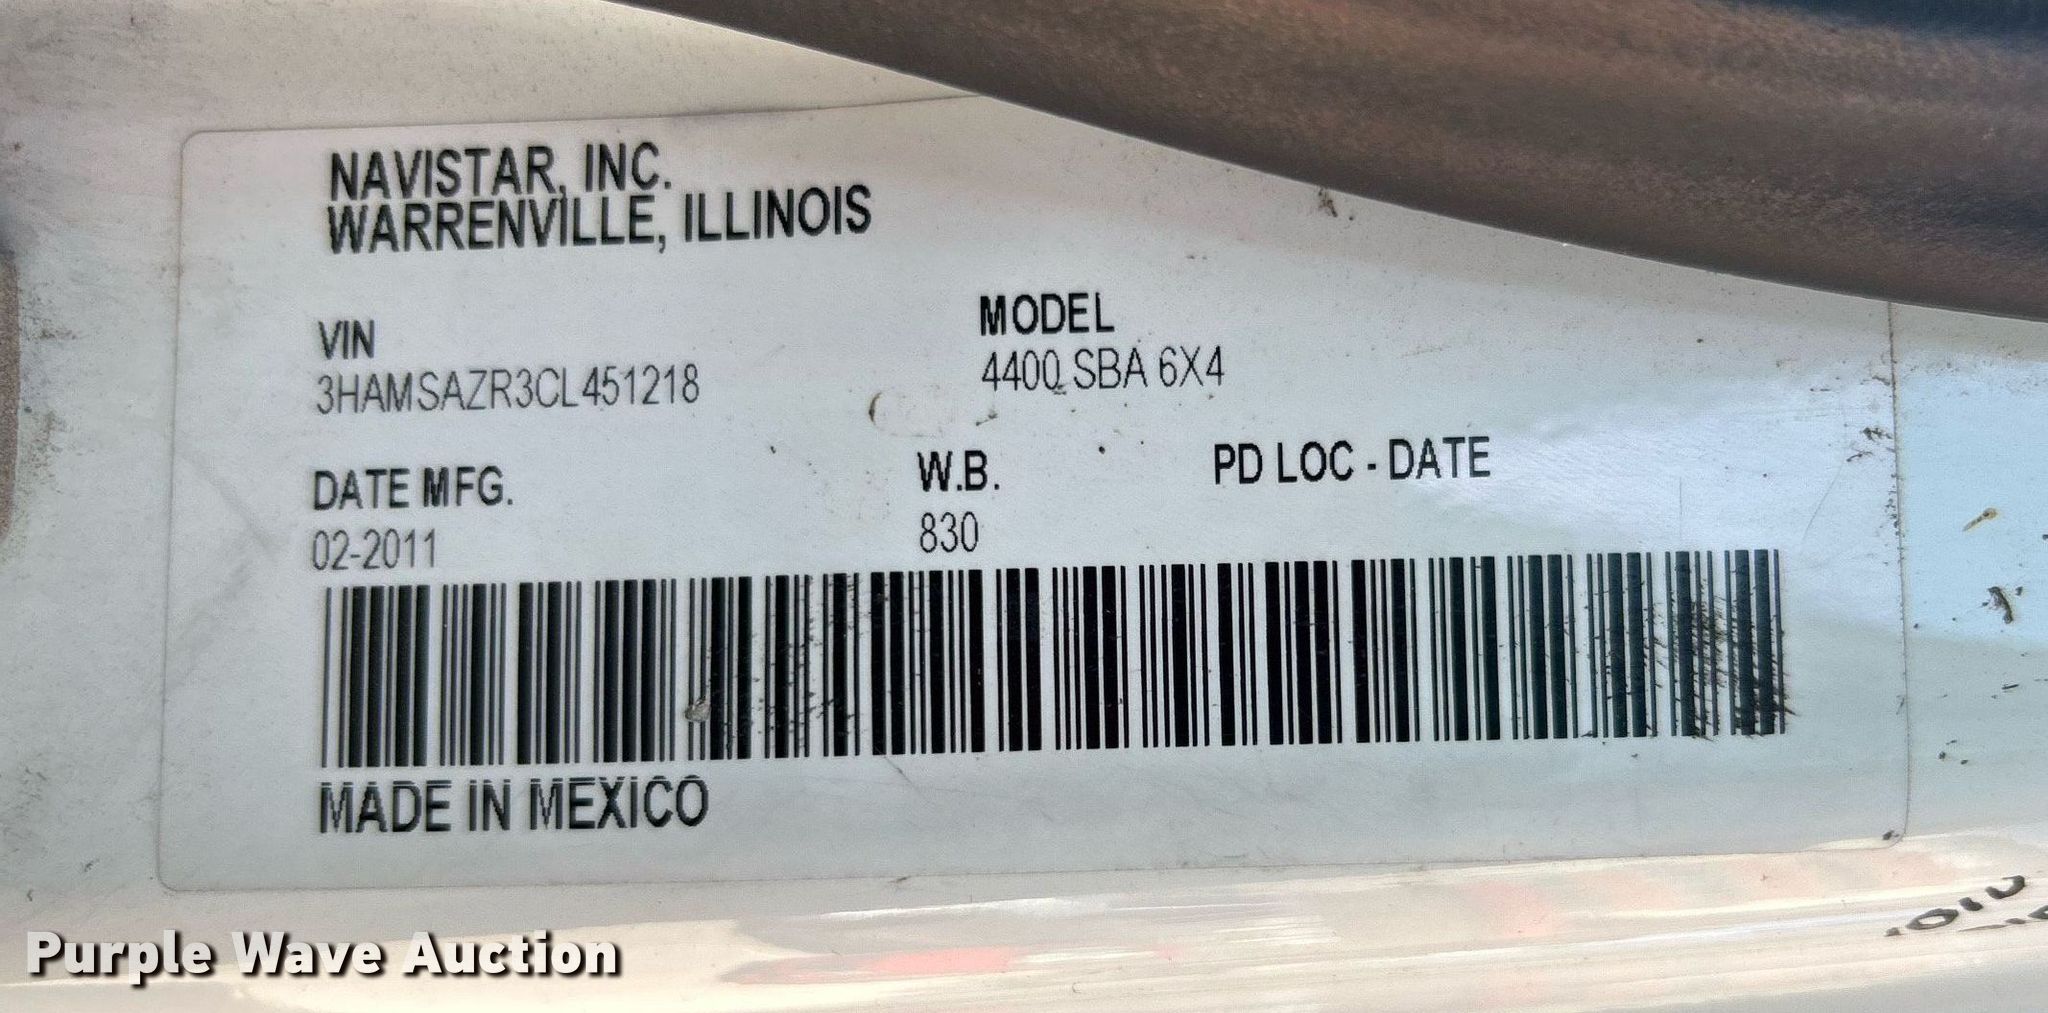 NAVISTAR, INC.
WARRENVILLE, ILLINOIS
VIN
3HAMSAZR3CL451218
MODEL
4400 SBA 6X4
DATE MFG.
02-2011
W.B.
830
PD LOC - DATE
MADE IN MEXICO
Purple Wave Auction